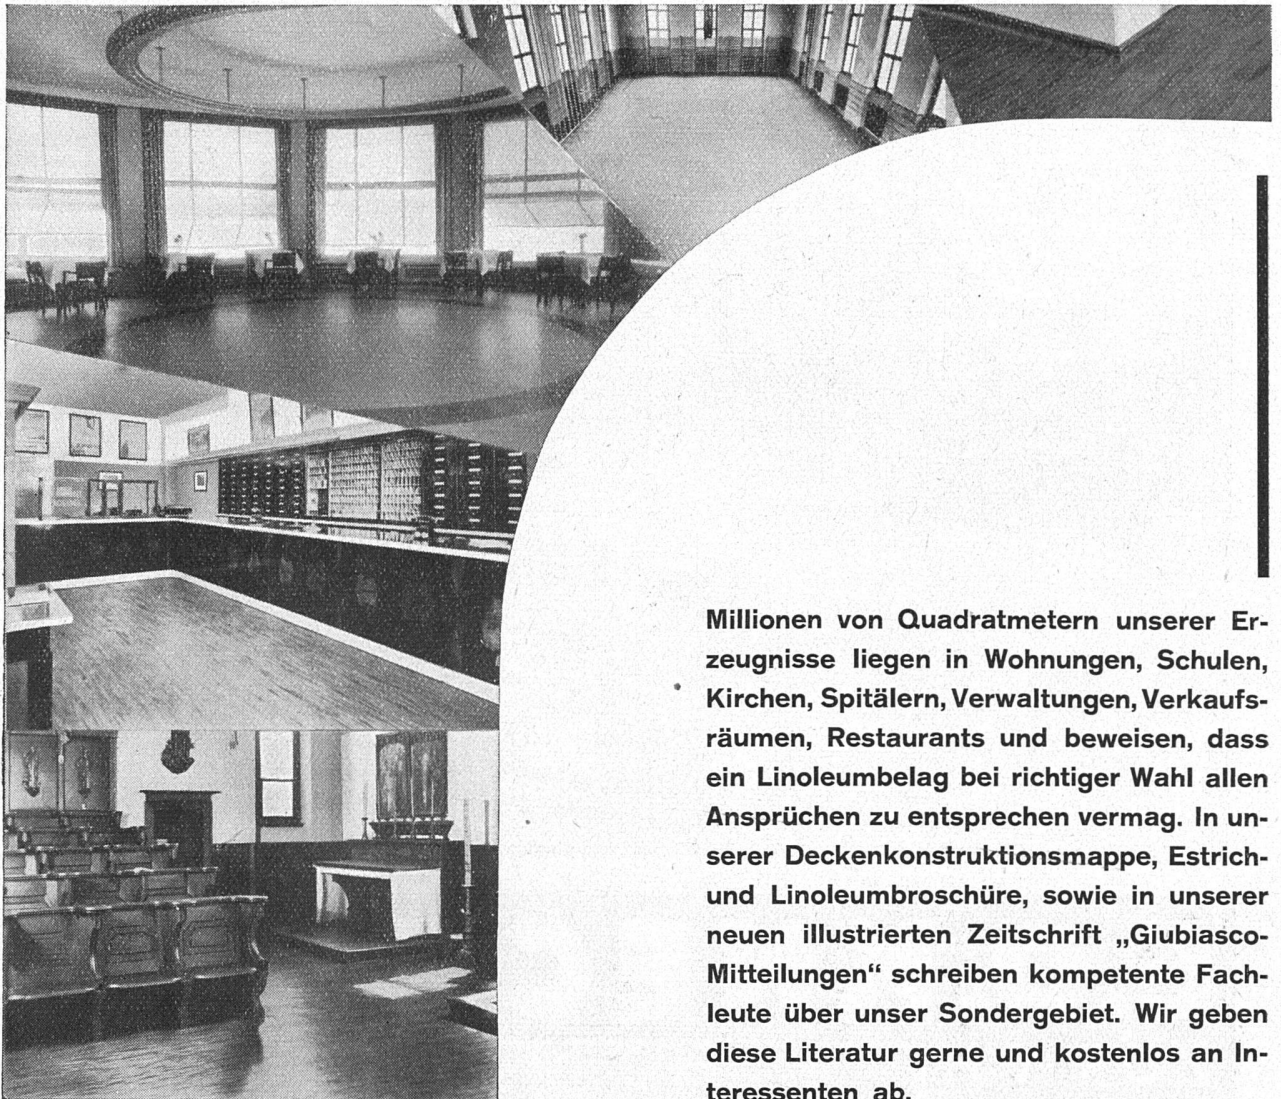 Millionen von Quadratmetern unserer Er-
zeugnisse liegen in Wohnungen, Schulen,
Kirchen, Spitälern, Verwaltungen, Verkaufs-
räumen, Restaurants und beweisen, dass
ein Linoleumbelag bei richtiger Wahl allen
Ansprüchen zu entsprechen vermag. In un-
serer Deckenkonstruktionsmappe, Estrich-
und Linoleumbroschüre, sowie in unserer
neuen illustrierten Zeitschrift „Giubiasco-
Mitteilungen“ schreiben kompetente Fach-
leute über unser Sondergebiet. Wir geben
diese Literatur gerne und kostenlos an In-
teressenten ab.